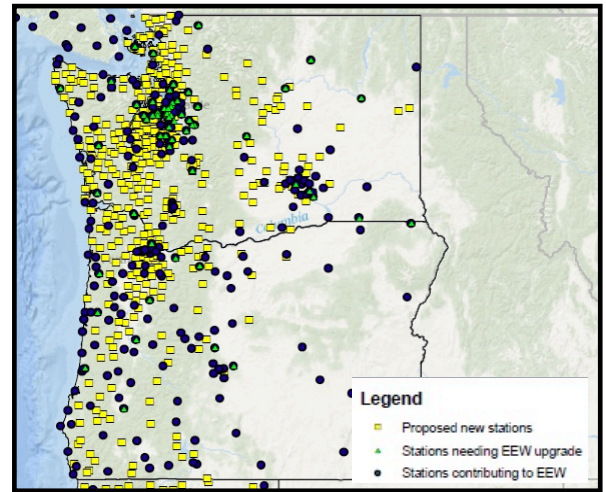 Columbia
Legend
Proposed new stations
Stations needing EEW upgrade
Stations contributing to EEW